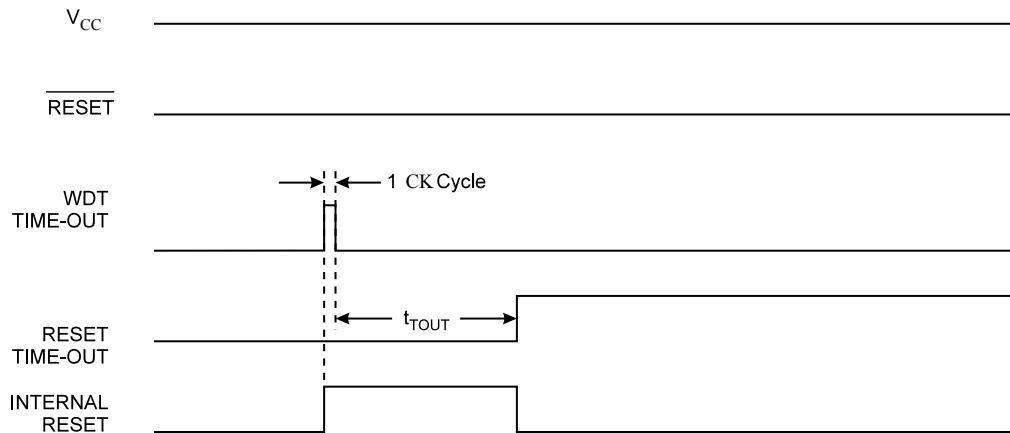 VCC
RESET
1 CK Cycle
WDT
TIME-OUT
tTOUT
RESET
TIME-OUT
INTERNAL
RESET